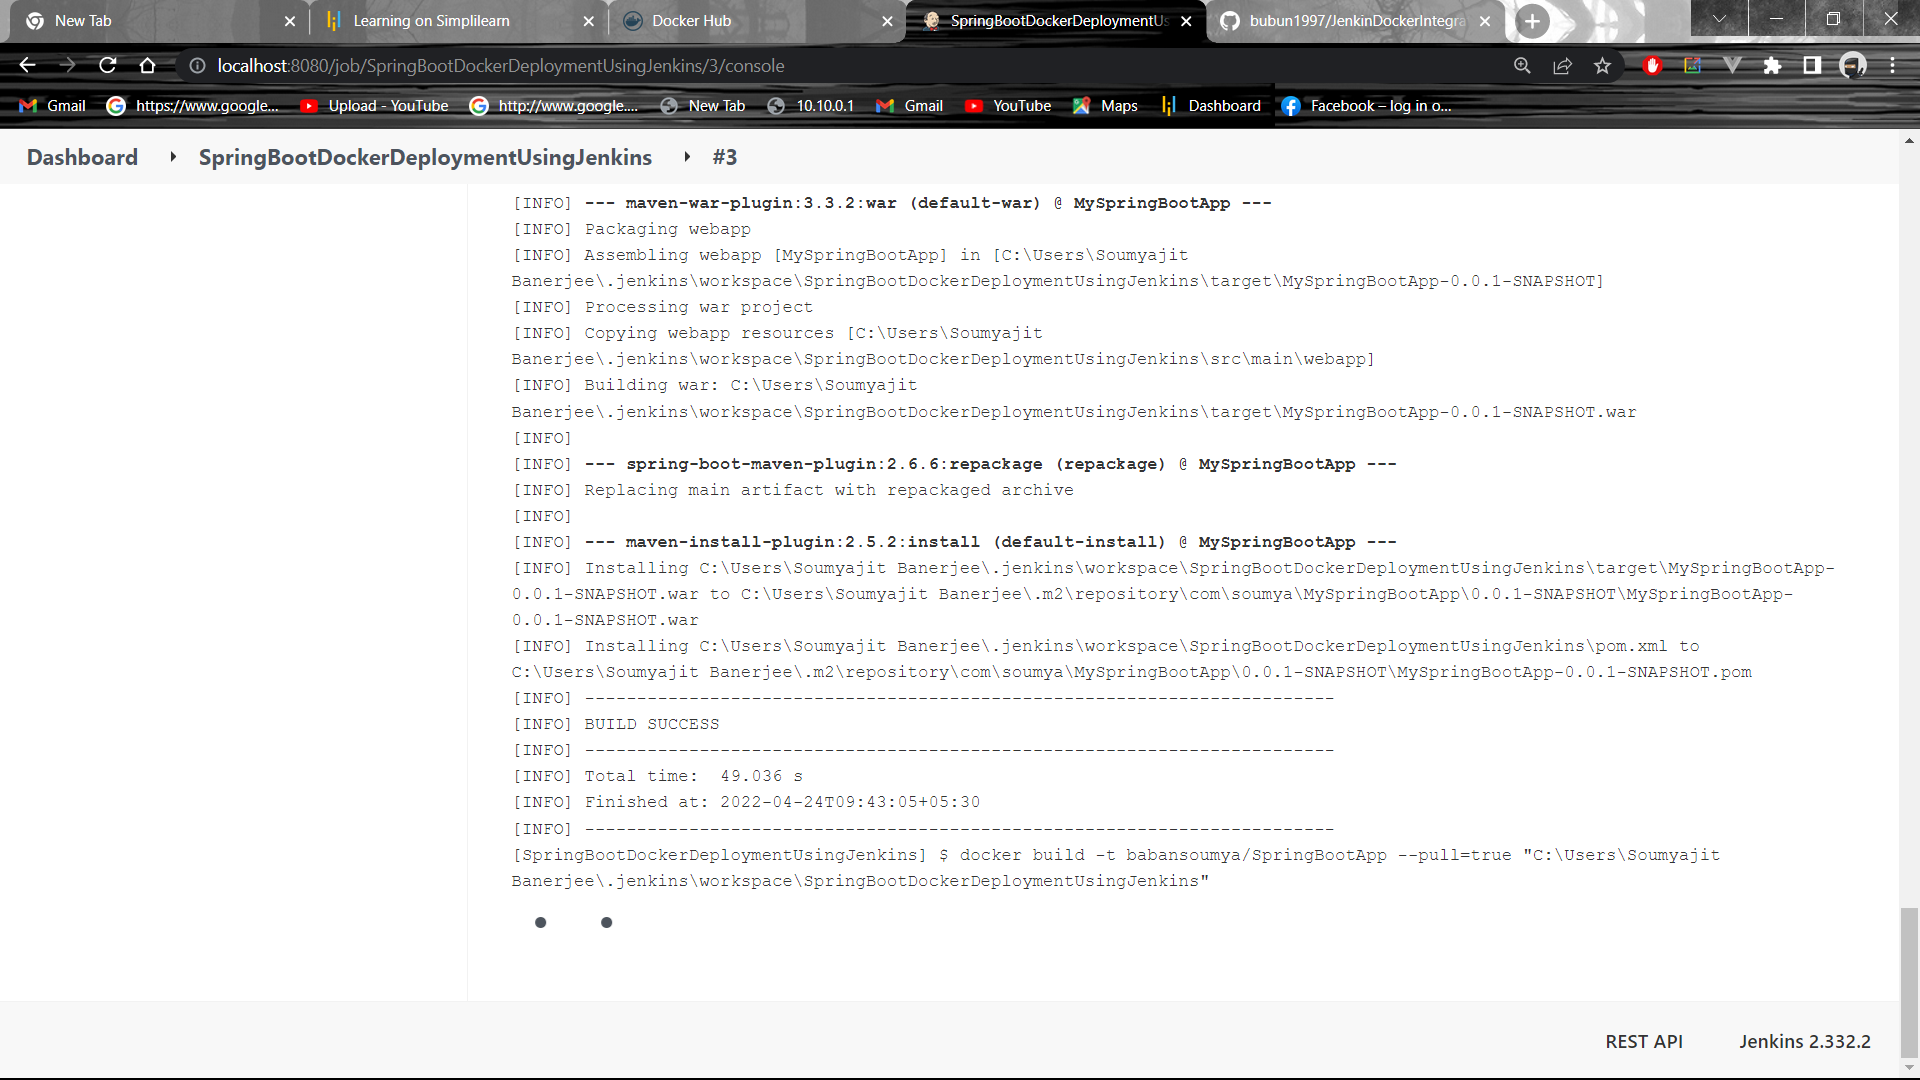 New Tab
Learning on Simplilearn
Docker Hub
SpringBootDockerDeploymentUs
bubun1997/JenkinDockerIntegra
localhost:8080/job/SpringBootDockerDeploymentUsingJenkins/3/console
Gmail
https://www.google...
Upload - YouTube
http://www.google....
New Tab
10.10.0.1
Gmail
YouTube
Maps
Dashboard
Facebook – log in o...
Dashboard
SpringBootDockerDeploymentUsingJenkins
#3
[INFO] --- maven-war-plugin:3.3.2:war (default-war) @ MySpringBootApp ---
[INFO] Packaging webapp
[INFO] Assembling webapp [MySpringBootApp] in [C:\Users\Soumyajit
Banerjee\.jenkins\workspace\SpringBootDockerDeploymentUsingJenkins\target\MySpringBootApp-0.0.1-SNAPSHOT]
[INFO] Processing war project
[INFO] Copying webapp resources [C:\Users\Soumyajit
Banerjee\.jenkins\workspace\SpringBootDockerDeploymentUsingJenkins\src\main\webapp]
[INFO] Building war: C:\Users\Soumyajit
Banerjee\.jenkins\workspace\SpringBootDockerDeploymentUsingJenkins\target\MySpringBootApp-0.0.1-SNAPSHOT.war
[INFO]
[INFO] --- spring-boot-maven-plugin:2.6.6:repackage (repackage) @ MySpringBootApp ---
[INFO] Replacing main artifact with repackaged archive
[INFO]
[INFO] --- maven-install-plugin:2.5.2:install (default-install) @ MySpringBootApp ---
[INFO] Installing C:\Users\Soumyajit Banerjee\.jenkins\workspace\SpringBootDockerDeploymentUsingJenkins\target\MySpringBootApp-
0.0.1-SNAPSHOT.war to C:\Users\Soumyajit Banerjee\.m2\repository\com\soumya\MySpringBootApp\0.0.1-SNAPSHOT\MySpringBootApp-
0.0.1-SNAPSHOT.war
[INFO] Installing C:\Users\Soumyajit Banerjee\.jenkins\workspace\SpringBootDockerDeploymentUsingJenkins\pom.xml to
C:\Users\Soumyajit Banerjee\.m2\repository\com\soumya\MySpringBootApp\0.0.1-SNAPSHOT\MySpringBootApp-0.0.1-SNAPSHOT.pom
[INFO] ------------------------------------------------------------------------
[INFO] BUILD SUCCESS
[INFO] ------------------------------------------------------------------------
[INFO] Total time:  49.036 s
[INFO] Finished at: 2022-04-24T09:43:05+05:30
[INFO] ------------------------------------------------------------------------
[SpringBootDockerDeploymentUsingJenkins] $ docker build -t babansoumya/SpringBootApp --pull=true "C:\Users\Soumyajit
Banerjee\.jenkins\workspace\SpringBootDockerDeploymentUsingJenkins"
REST API
Jenkins 2.332.2